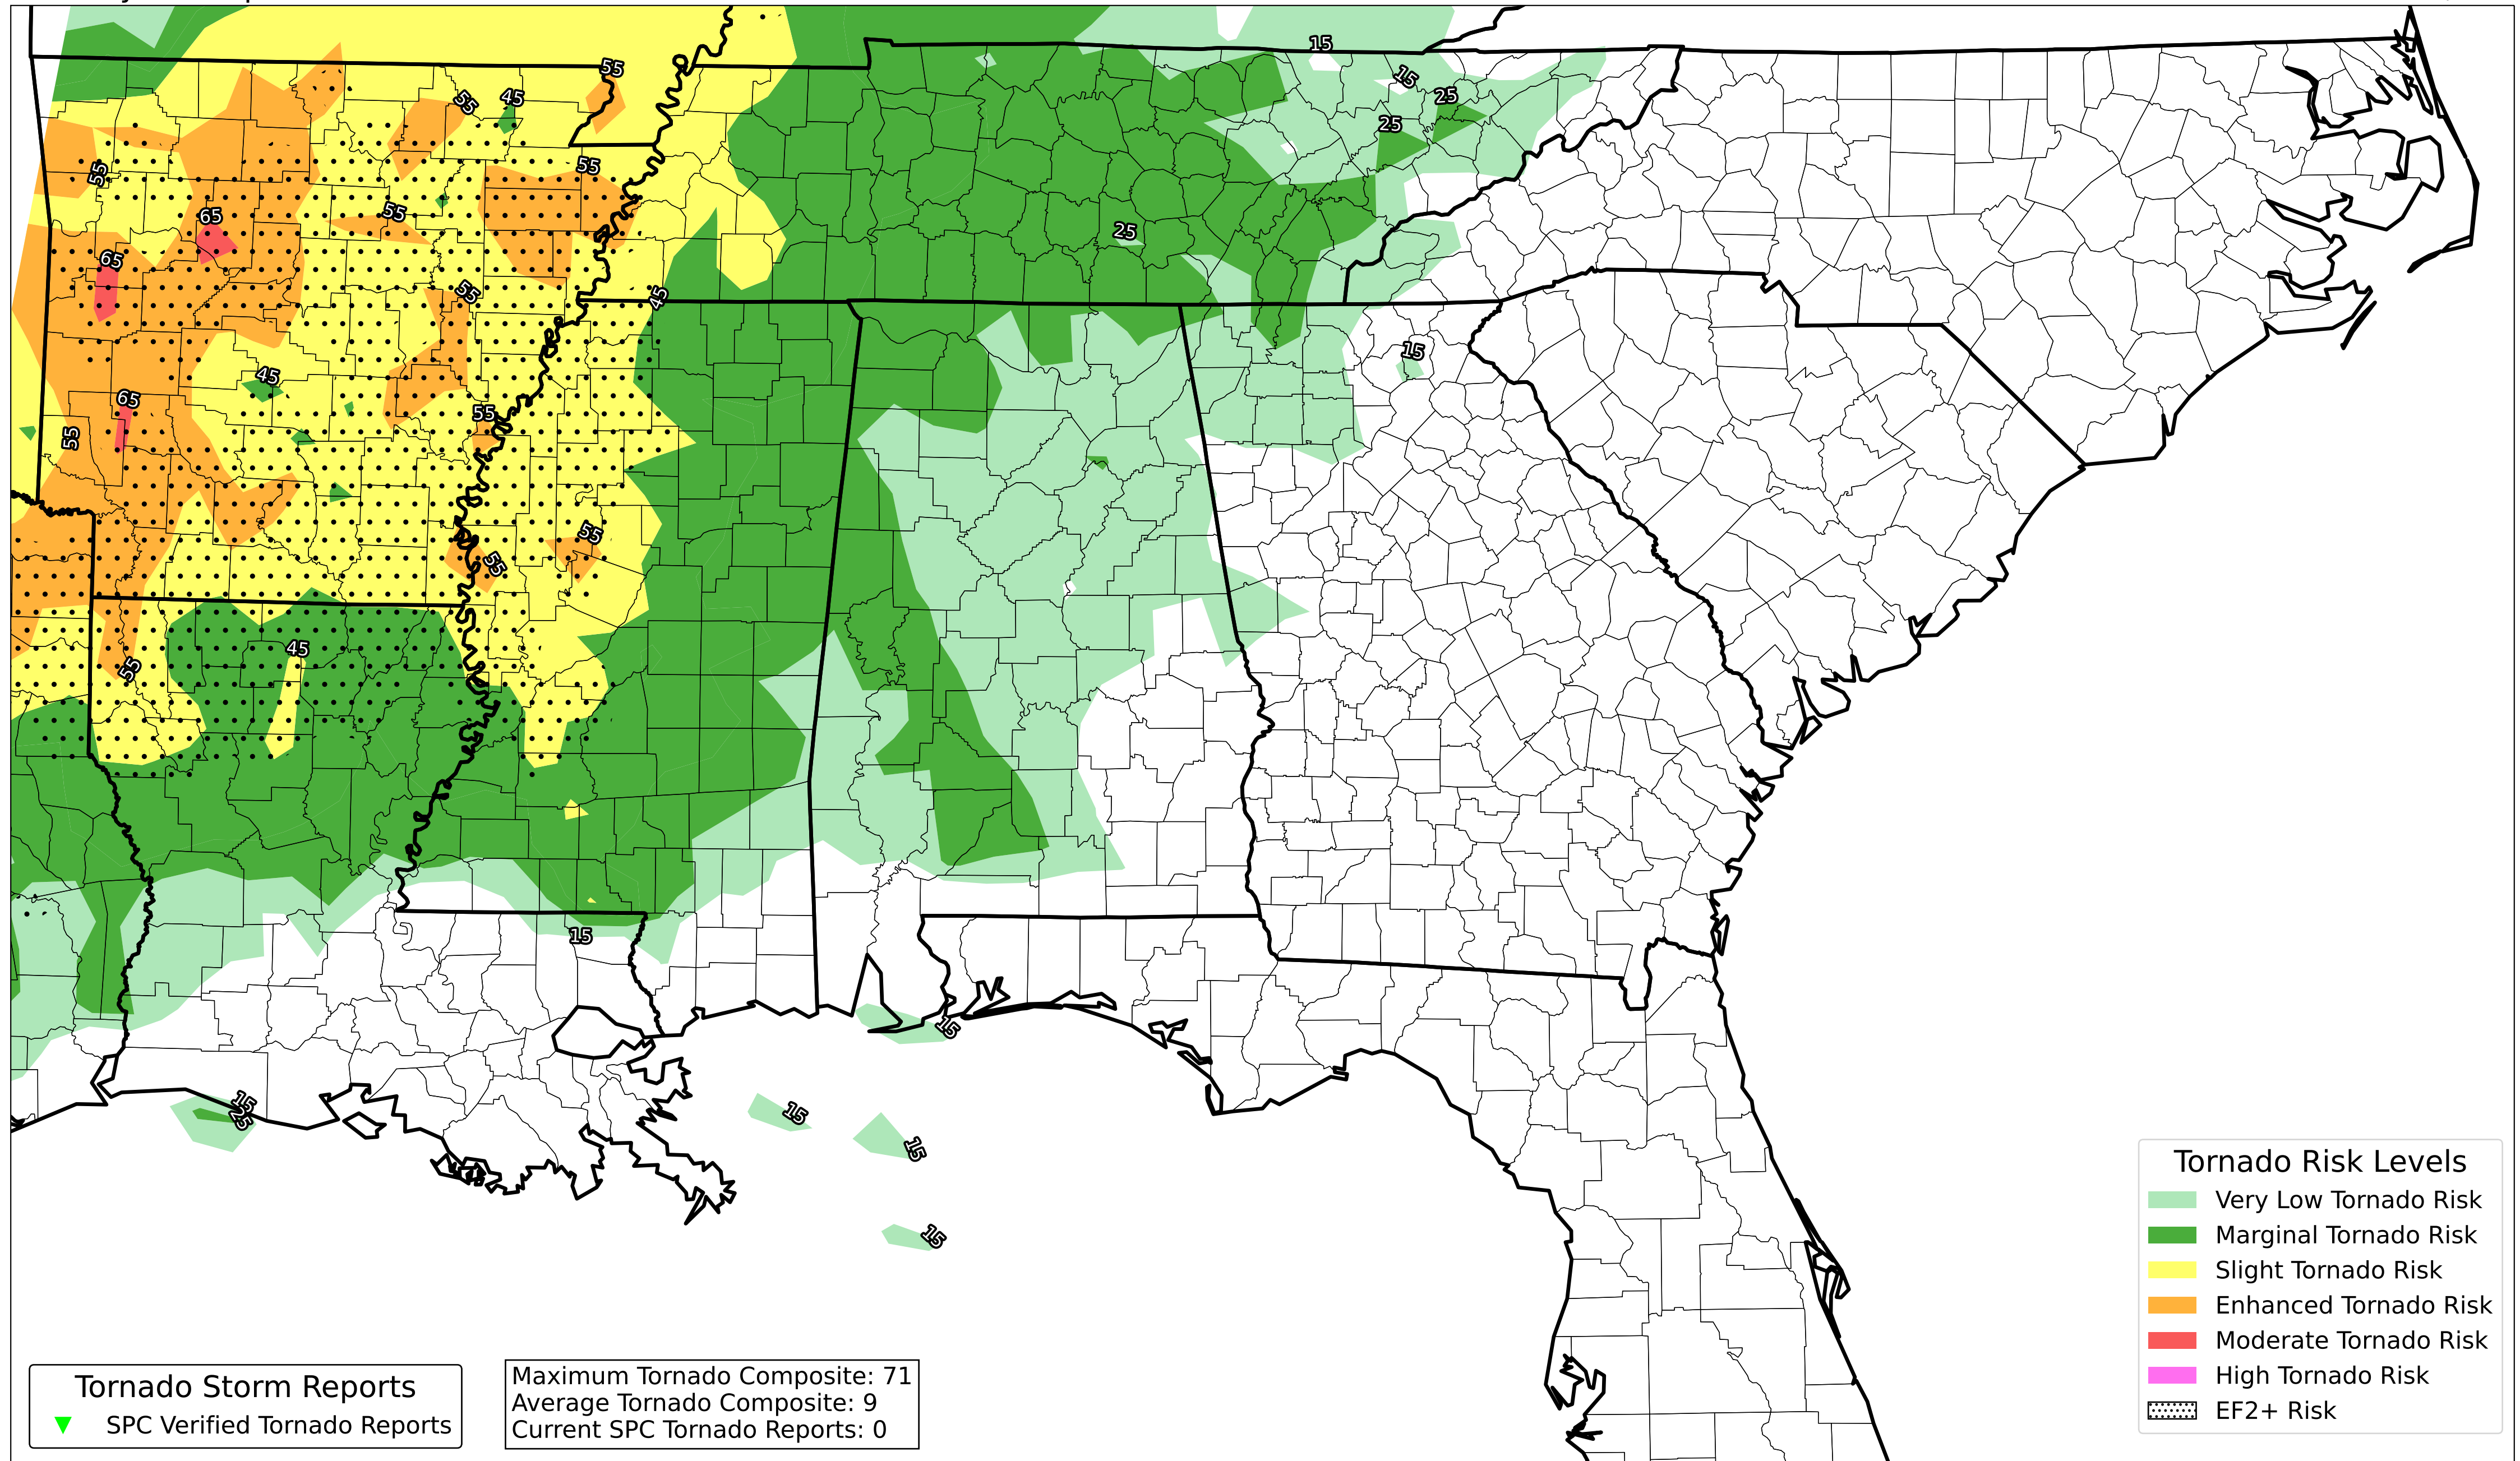 15
55
15
55
45
25
25
55
55
55
65
25
65
55
45
15
45
65
55
55
55
55
45
55
15
15
15
25
15
15
15
Tornado Risk Levels
Very Low Tornado Risk
Marginal Tornado Risk
Slight Tornado Risk
Enhanced Tornado Risk
Moderate Tornado Risk
High Tornado Risk
EF2+ Risk
Tornado Storm Reports
SPC Verified Tornado Reports
Maximum Tornado Composite: 71
Average Tornado Composite: 9
Current SPC Tornado Reports: 0